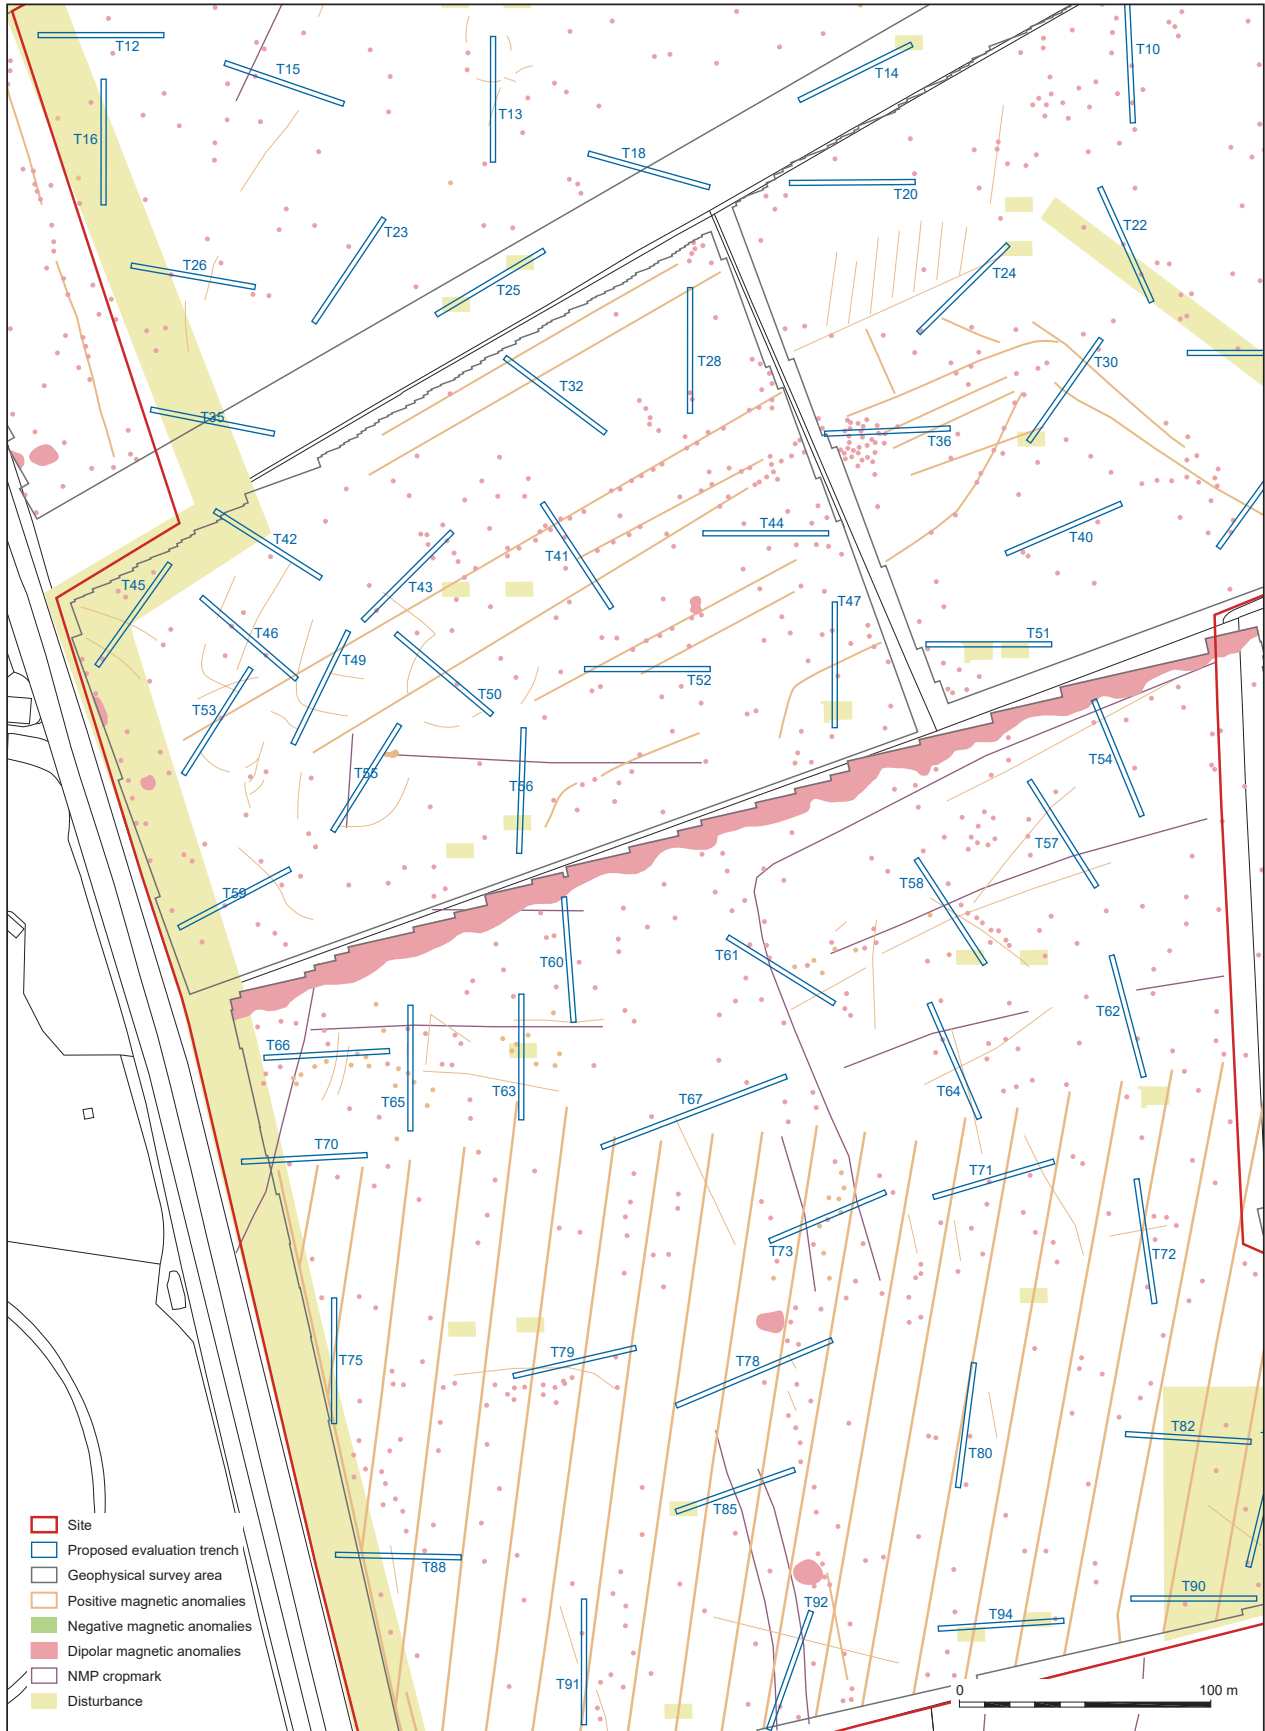 T12
T10
T15
T14
T13
T16
T18
T20
T22
T23
T26
T24
T25
T28
T30
T32
T35
T36
T44
T42
T40
T41
T43
T45
T47
T46
T51
T49
T52
T50
T53
T54
T55
T56
T57
T58
T59
T61
T60
T62
T66
T63
T64
T65
T67
T70
T71
T73
T72
T79
T75
T78
T82
T80
T85
T88
T90
T92
T94
T91
Site
Proposed evaluation trench
Geophysical survey area
Positive magnetic anomalies
Negative magnetic anomalies
Dipolar magnetic anomalies
NMP cropmark
Disturbance
0
100 m